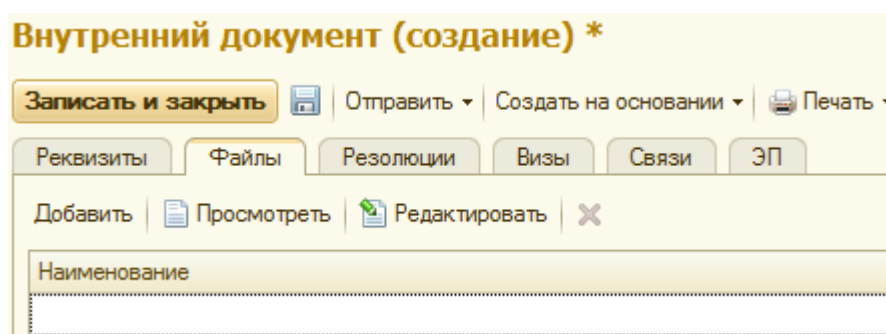 Внутренний документ (создание) *
Записать и закрыть Отправить Создать на основании Печать
Реквизиты Файлы Резолюции Визы Связи ЭП
Добавить Просмотреть Редактировать
Наименование